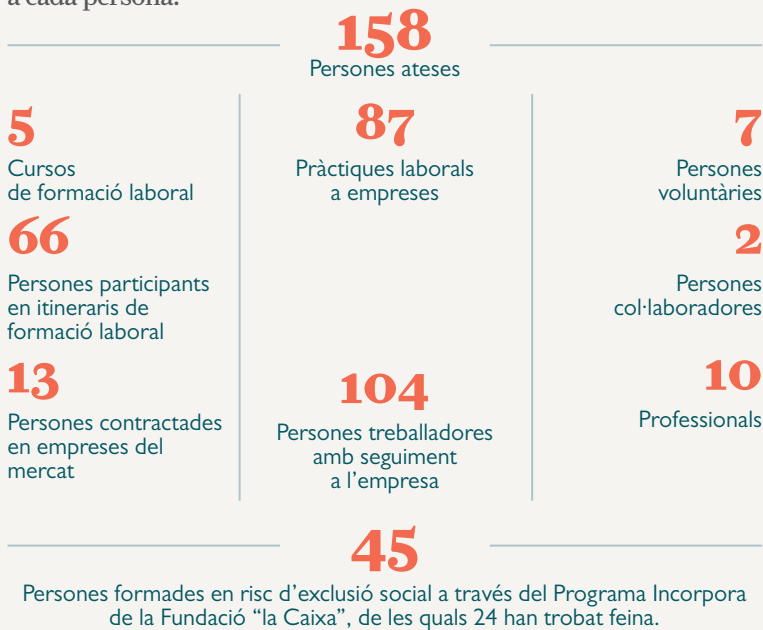 a cada persona.
158
Persones ateses
5
Cursos
de formació laboral
66
Persones participants
en itineraris de
formació laboral
13
Persones contractades
en empreses del
mercat
87
Pràctiques laborals
a empreses
104
Persones treballadores
amb seguiment
a l’empresa
7
Persones
voluntàries
2
Persones
col·laboradores
10
Professionals
45
Persones formades en risc d’exclusió social a través del Programa Incorpora
de la Fundació “la Caixa”, de les quals 24 han trobat feina.